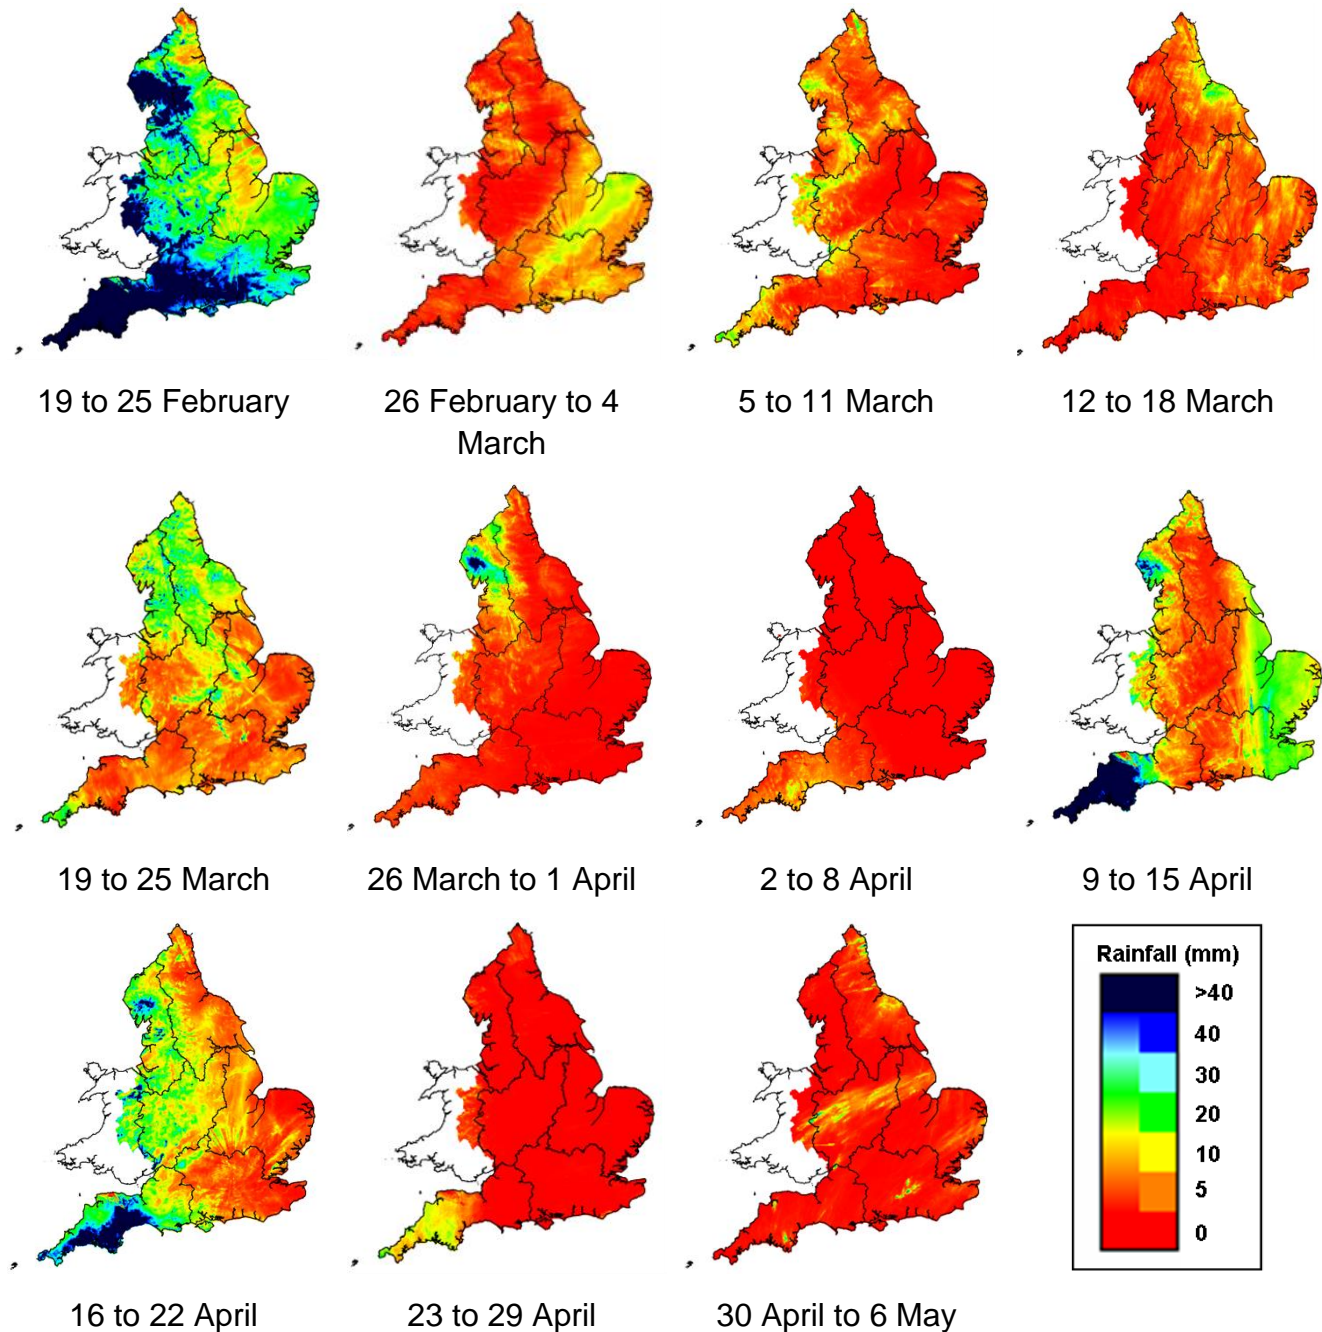 19 to 25 February
26 February to 4
March
5 to 11 March
12 to 18 March
19 to 25 March
26 March to 1 April
2 to 8 April
9 to 15 April
16 to 22 April
23 to 29 April
30 April to 6 May
Rainfall (mm)
>40
40
30
20
10
5
0